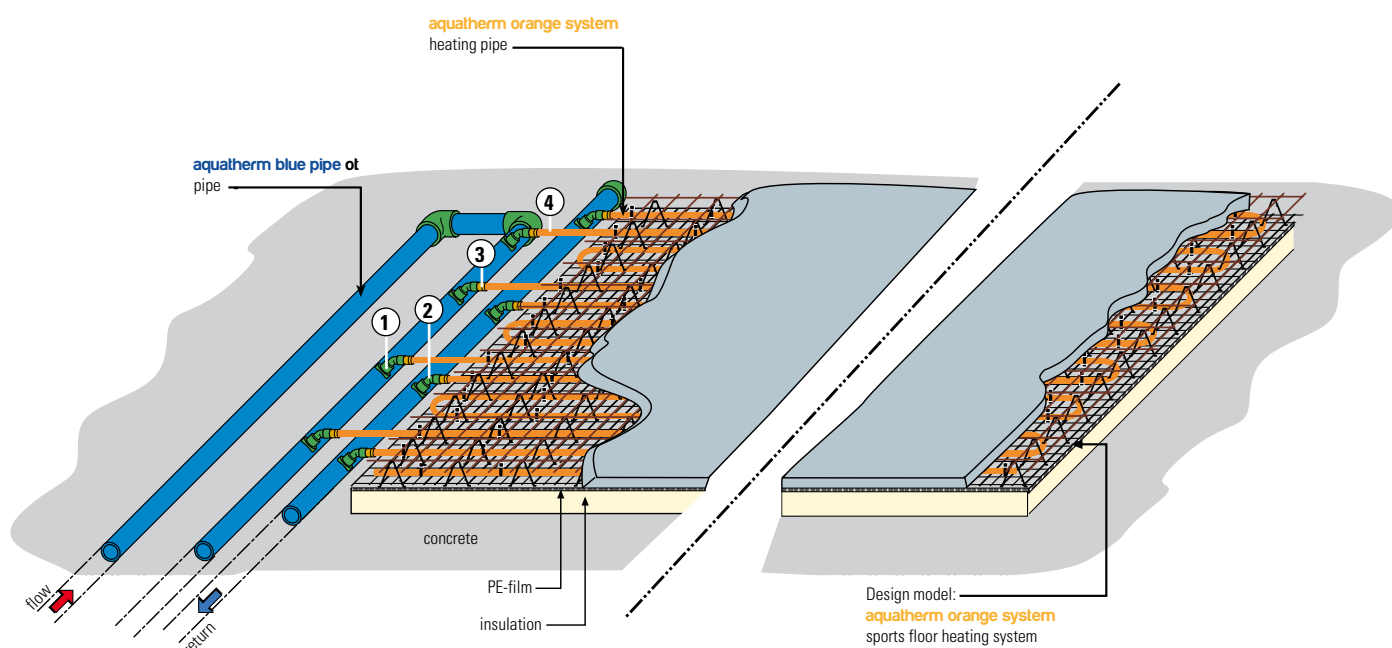 aquatherm orange system
heating pipe
aquatherm blue pipe ot
pipe
4
3
1
2
concrete
PE-film
insulation
flow
return
Design model:
aquatherm orange system
sports floor heating system